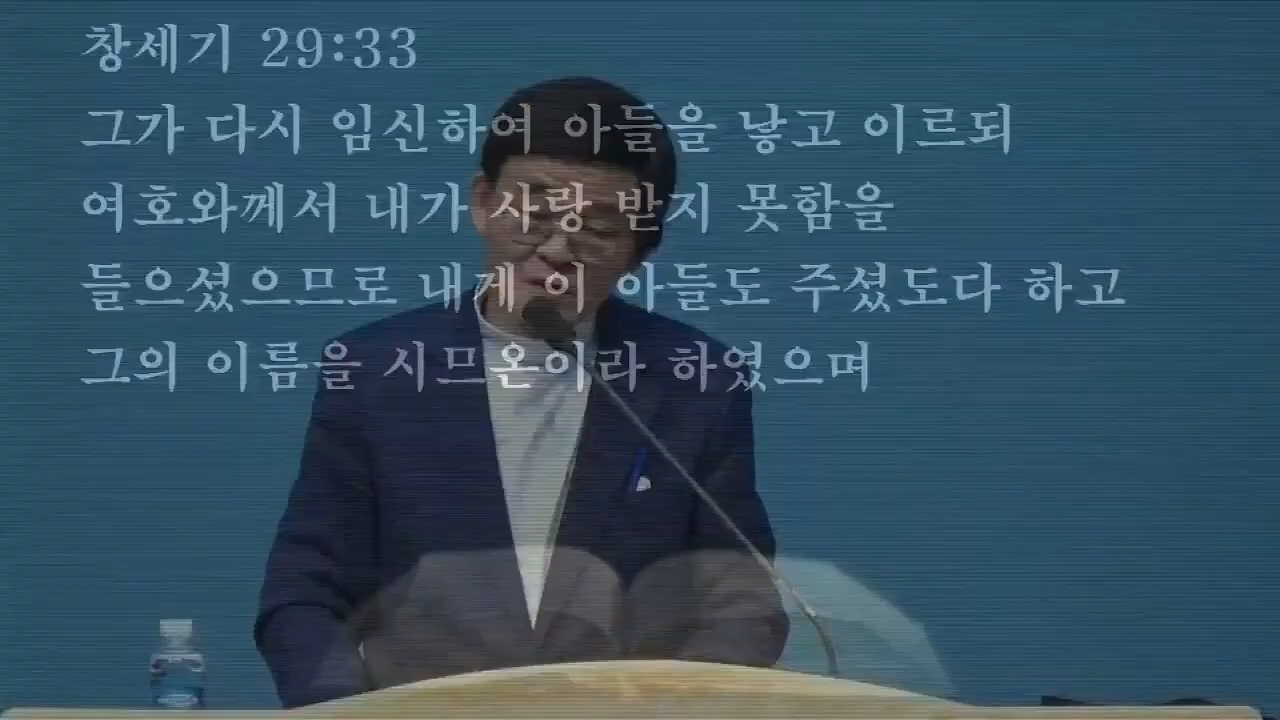 창세기 29:33
그가 다시 임신하여 아들을 낳고 이르되
여호와께서 내가 사랑 받지 못함을
들으셨으므로 내게 이 아들도 주셨도다 하고
그의 이름을 시므온이라 하였으며